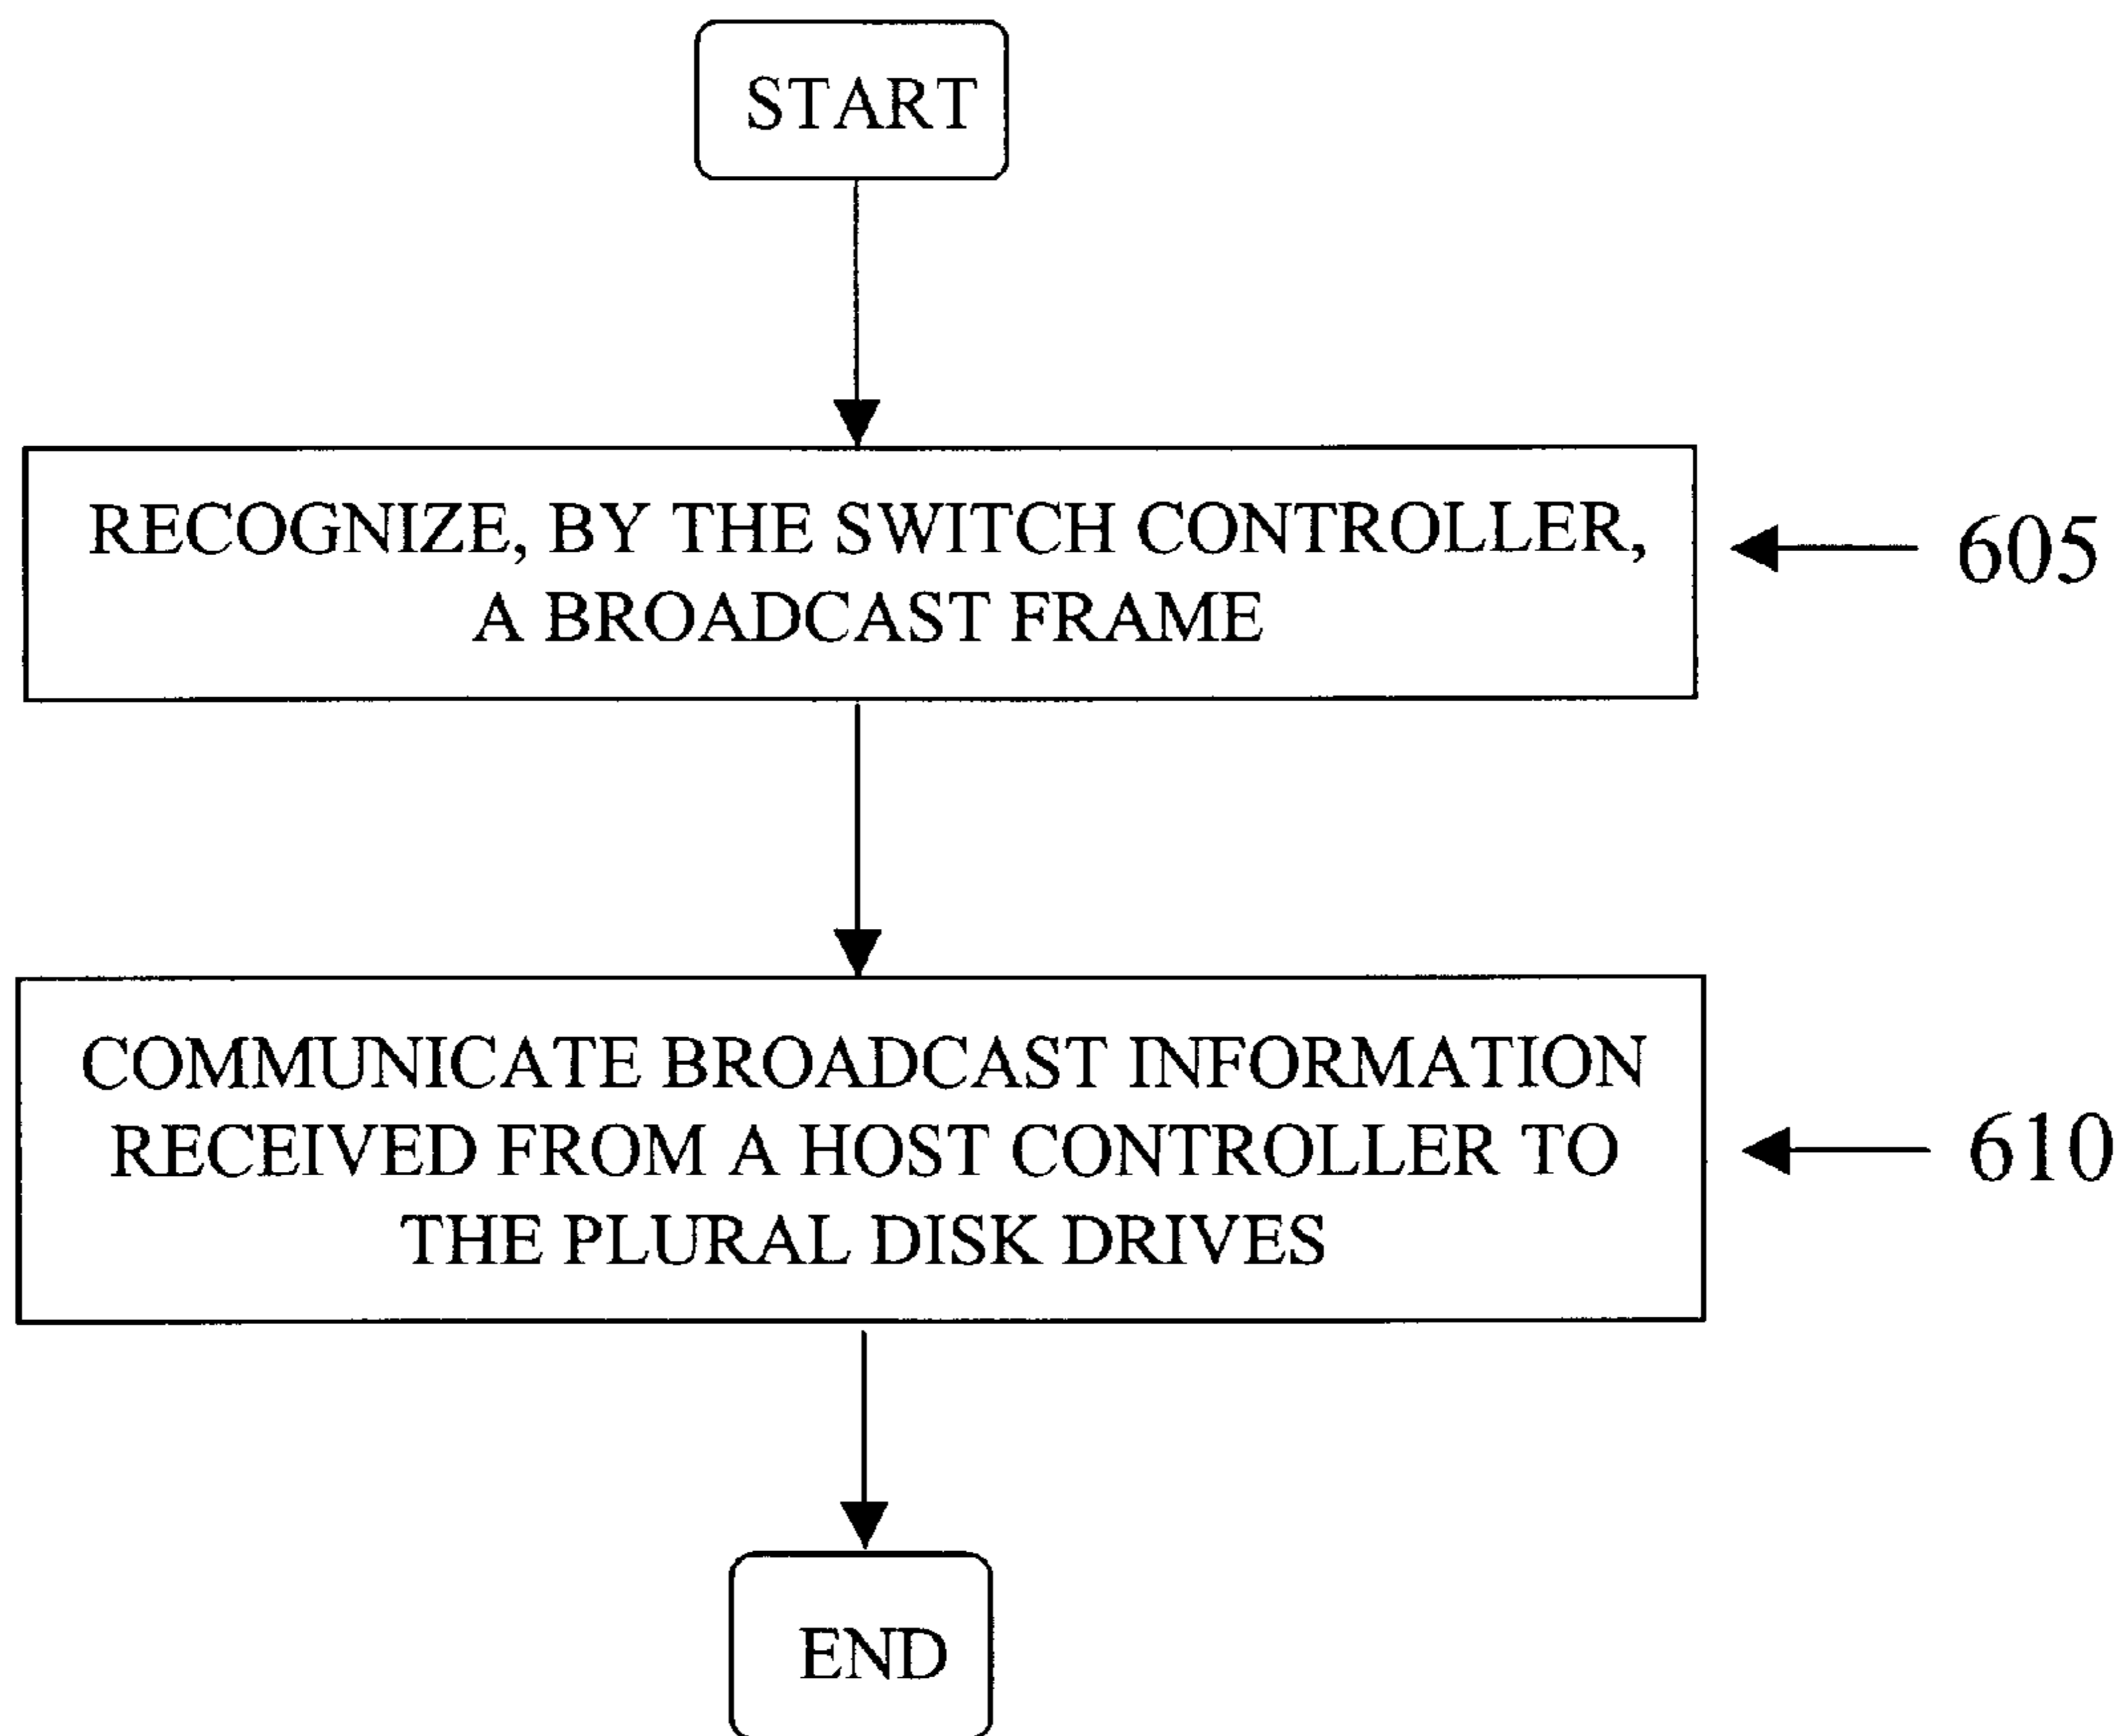 START
RECOGNIZE, BY THE SWITCH CONTROLLER,
A BROADCAST FRAME
605
COMMUNICATE BROADCAST INFORMATION
RECEIVED FROM A HOST CONTROLLER TO
THE PLURAL DISK DRIVES
610
END